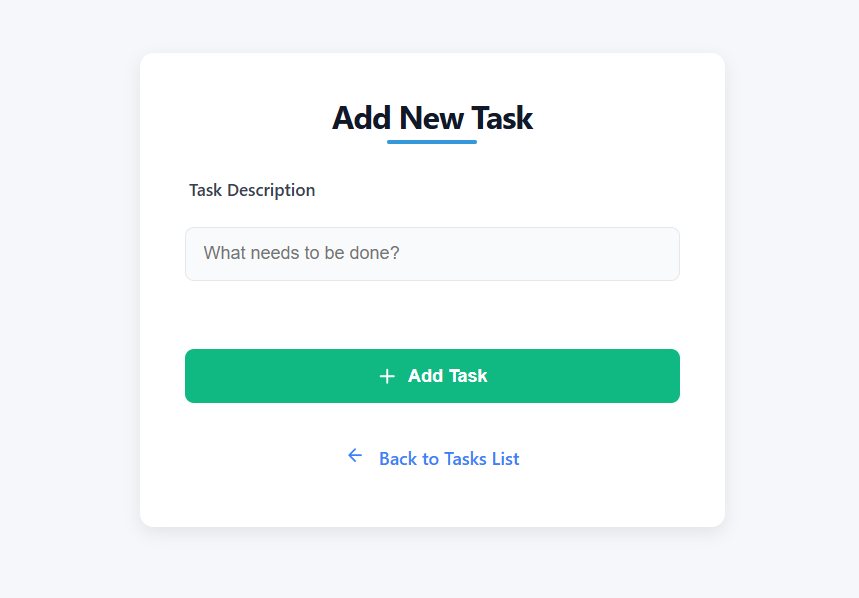 Add New Task
Task Description
What needs to be done?
Add Task
Back to Tasks List